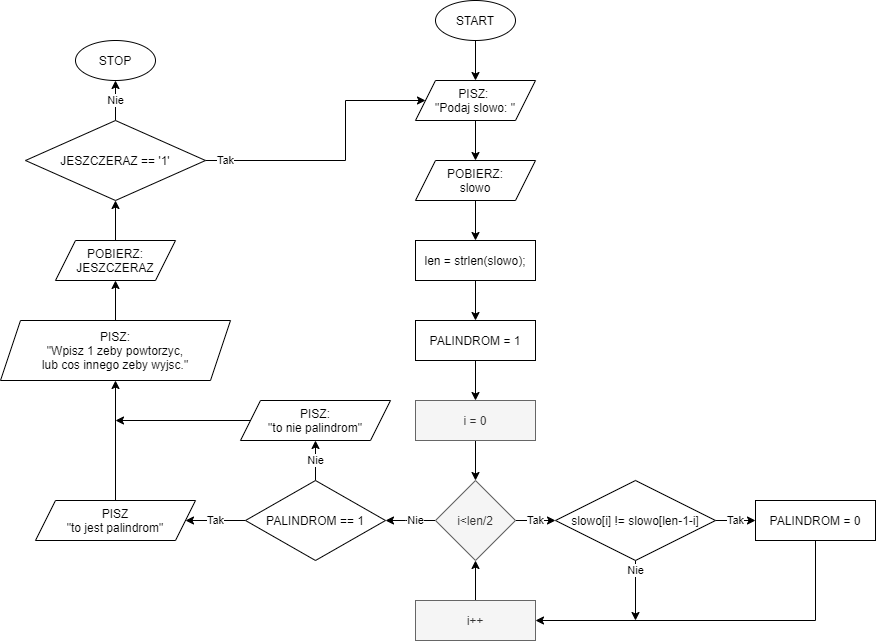 START
PISZ:
"Podaj slowo: "
POBIERZ:
slowo
len = strlen(slowo);
PALINDROM = 1
i = 0
i<len/2
Tak
slowo[i] != slowo[len-1-i]
Tak
PALINDROM = 0
Nie
i++
Nie
PALINDROM == 1
Nie
PISZ:
"to nie palindrom"
Tak
PISZ
"to jest palindrom"
PISZ:
"Wpisz 1 zeby powtorzyc,
lub cos innego zeby wyjsc."
POBIERZ:
JESZCZERAZ
JESZCZERAZ == '1'
Tak
Nie
STOP